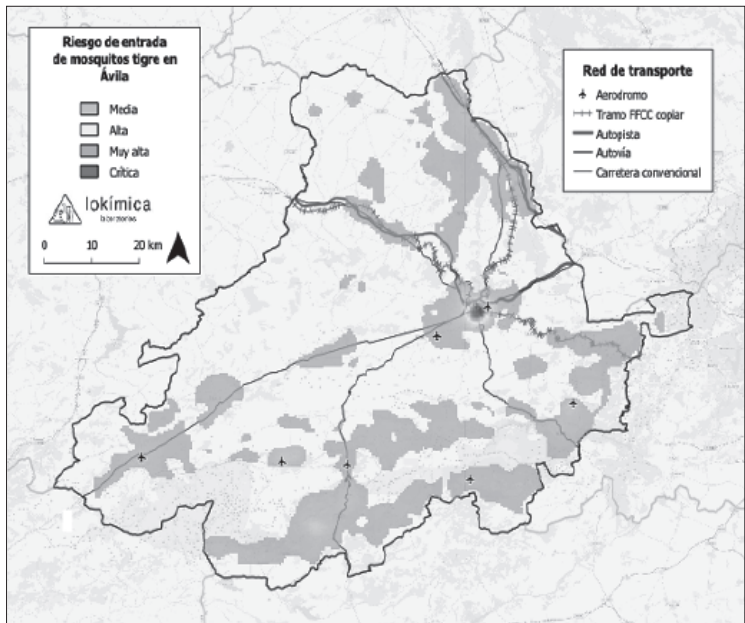 Riesgo de entrada
de mosquitos tigre en
Ávila
Media
Alta
Muy alta
Crítica
lokímica
0 10 20 km
Red de transporte
Aerodromo
Tramo FFCC copiar
Autopista
Autovía
Carretera convencional